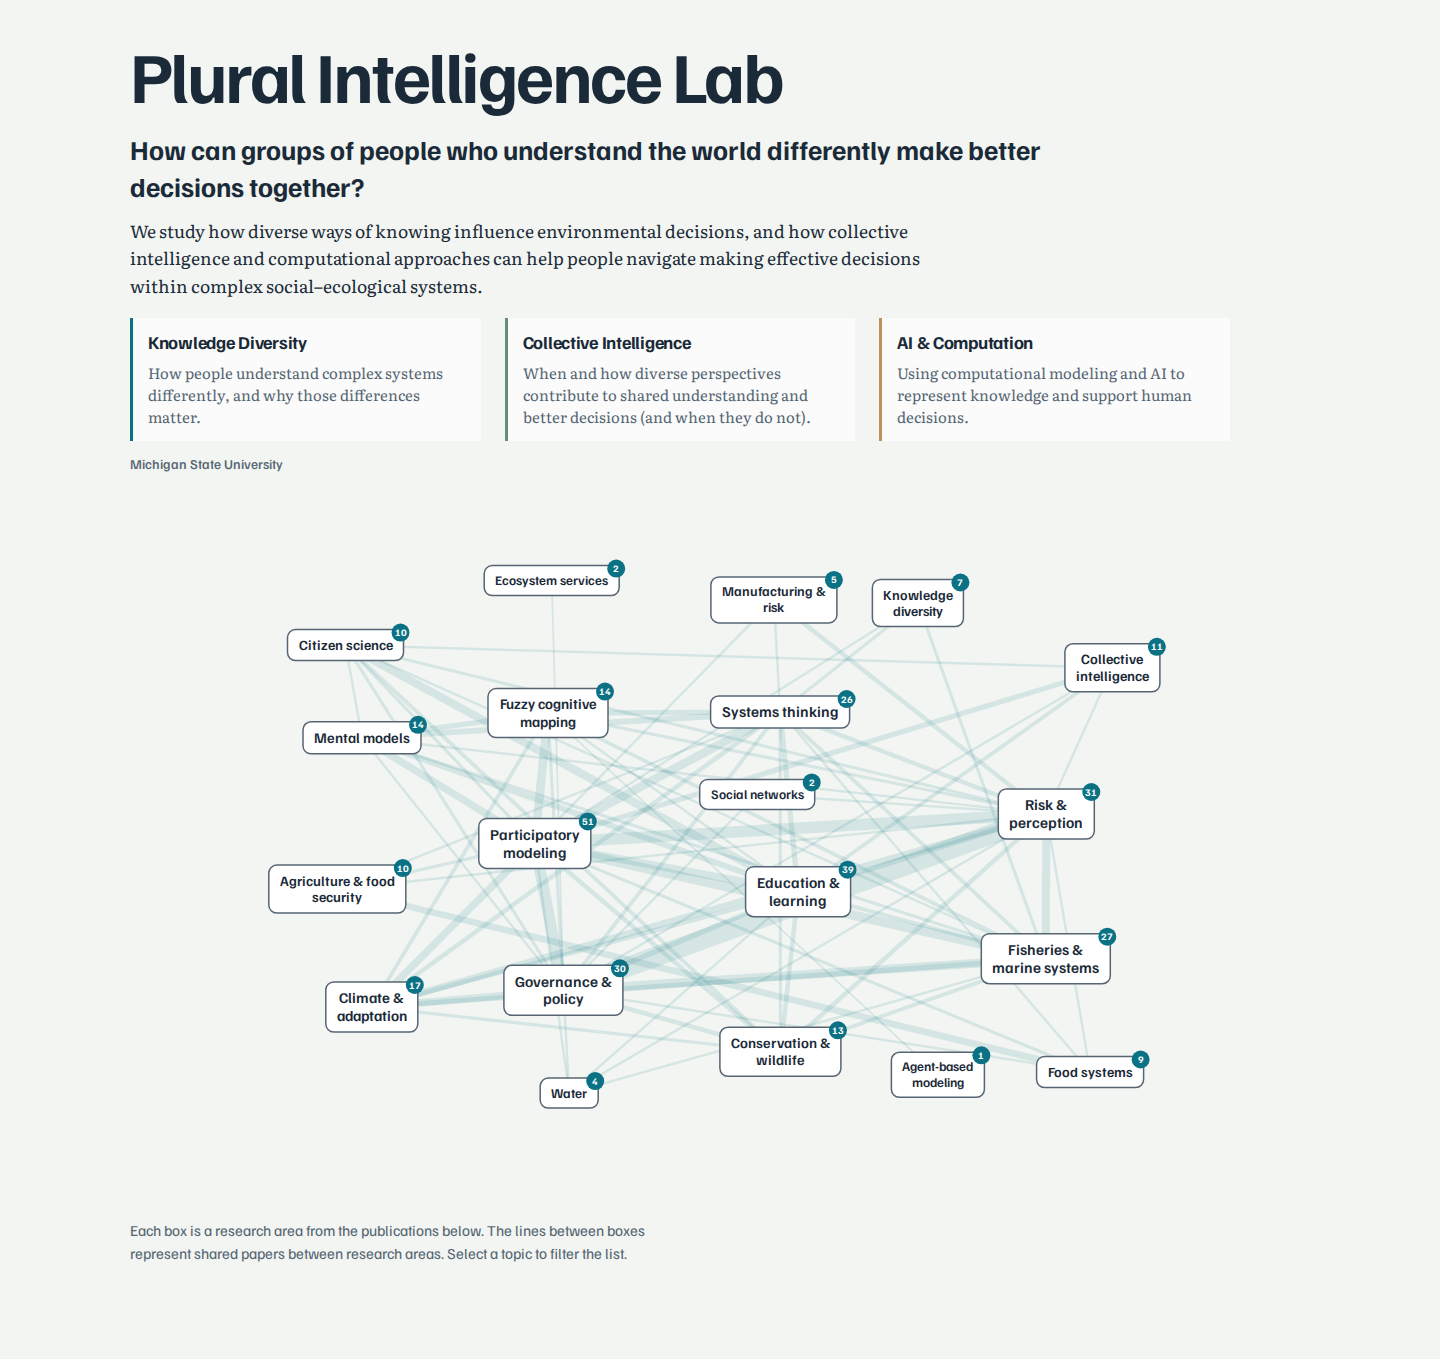 Plural Intelligence Lab
How can groups of people who understand the world differently make better
decisions together?
We study how diverse ways of knowing influence environmental decisions, and how collective
intelligence and computational approaches can help people navigate making effective decisions
within complex social–ecological systems.
Knowledge Diversity
How people understand complex systems
differently, and why those differences
matter.
Collective Intelligence
When and how diverse perspectives
contribute to shared understanding and
better decisions (and when they do not).
AI & Computation
Using computational modeling and AI to
represent knowledge and support human
decisions.
Michigan State University
Ecosystem services
2
Manufacturing &
risk
5
Knowledge
diversity
7
Citizen science
10
Collective
intelligence
11
Fuzzy cognitive
mapping
14
Systems thinking
26
Mental models
14
Social networks
2
Risk &
perception
31
Participatory
modeling
51
Agriculture & food
security
10
Education &
learning
39
Fisheries &
marine systems
27
Governance &
policy
30
Climate &
adaptation
17
Conservation &
wildlife
13
Agent-based
modeling
1
Food systems
9
Water
4
Each box is a research area from the publications below. The lines between boxes
represent shared papers between research areas. Select a topic to filter the list.